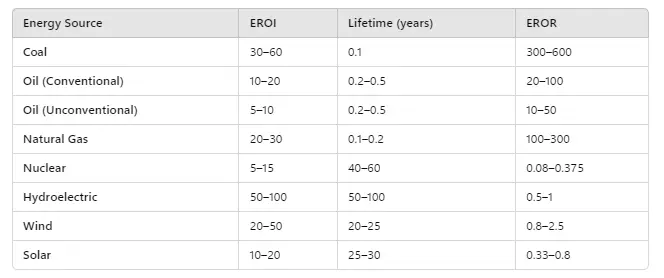 Energy Source EROI Lifetime (years) EROR
Coal 30–60 0.1 300–600
Oil (Conventional) 10–20 0.2–0.5 20–100
Oil (Unconventional) 5–10 0.2–0.5 10–50
Natural Gas 20–30 0.1–0.2 100–300
Nuclear 5–15 40–60 0.08–0.375
Hydroelectric 50–100 50–100 0.5–1
Wind 20–50 20–25 0.8–2.5
Solar 10–20 25–30 0.33–0.8